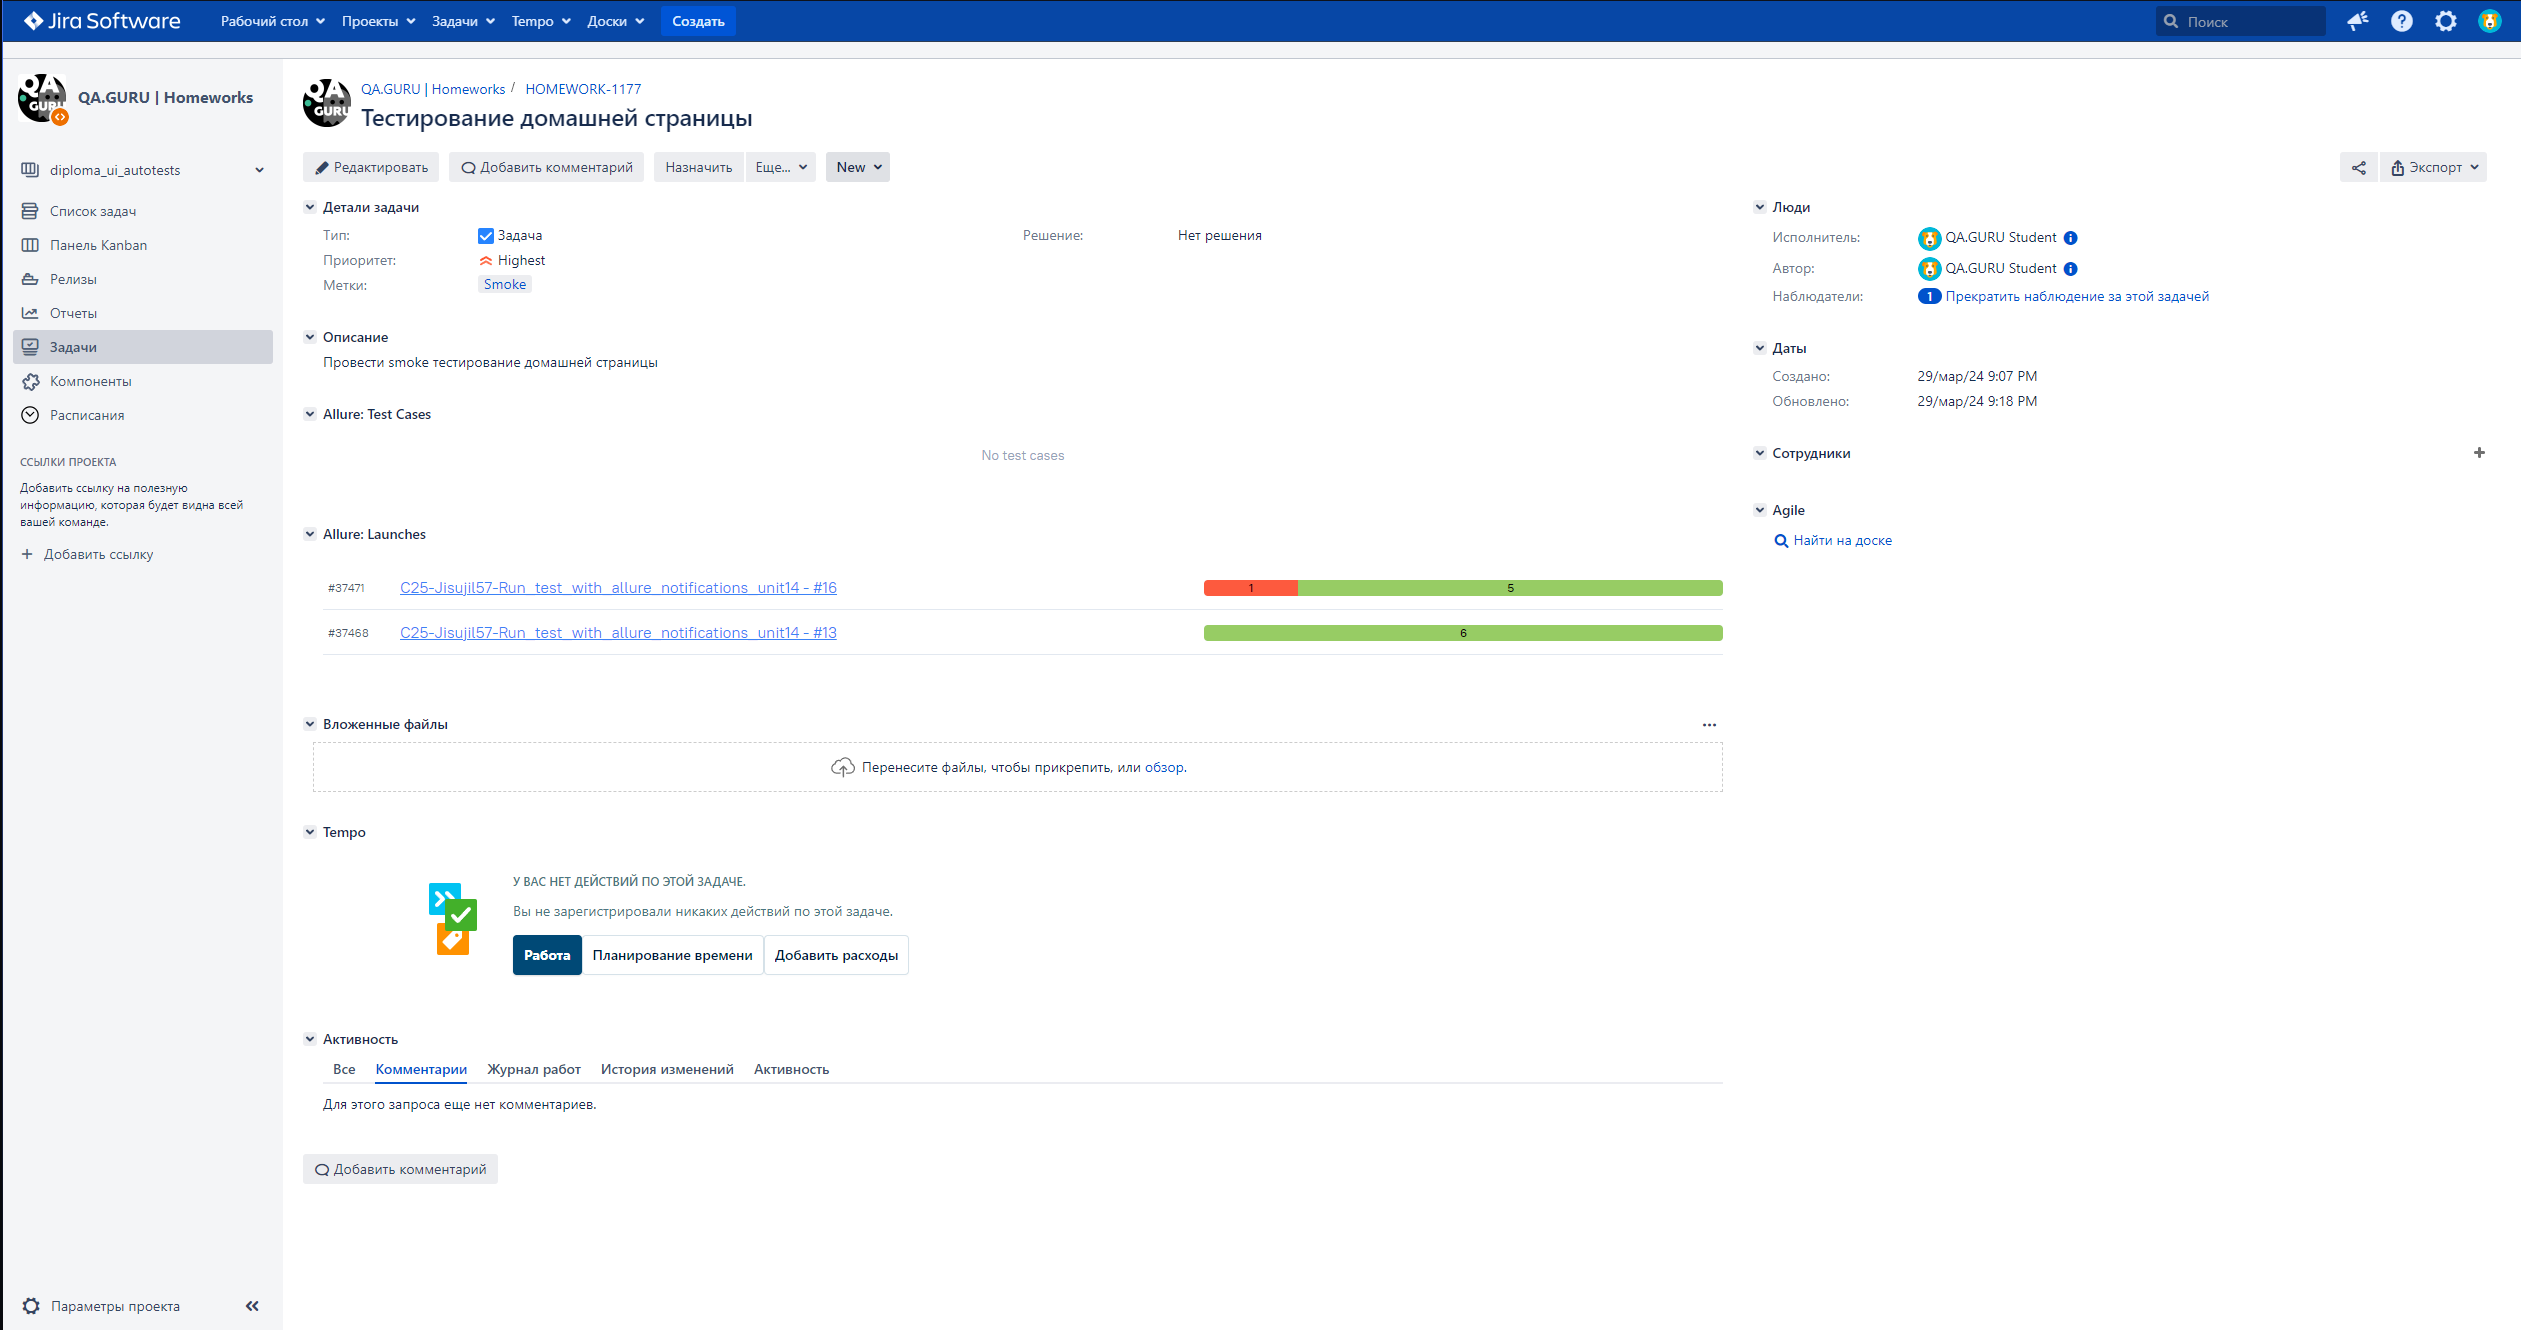 Jira Software Рабочий стол Проекты Задачи Tempo Доски Создать Поиск
QA.GURU | Homeworks
diploma_ui_autotests
Список задач
Панель Kanban
Релизы
Отчеты
Задачи
Компоненты
Расписания
ССЫЛКИ ПРОЕКТА
Добавить ссылку на полезную
информацию, которая будет видна всей
вашей команде.
+ Добавить ссылку
Параметры проекта
QA GURU
QA.GURU | Homeworks / HOMEWORK-1177
Тестирование домашней страницы
Редактировать Добавить комментарий Назначить Еще... New Экспорт
Детали задачи
Тип: Задача Решение: Нет решения
Приоритет: Highest
Метки: Smoke
Описание
Провести smoke тестирование домашней страницы
Allure: Test Cases
No test cases
Allure: Launches
#37471 C25-Jisujil57-Run_test_with_allure_notifications_unit14 - #16 1 5
#37468 C25-Jisujil57-Run_test_with_allure_notifications_unit14 - #13 6
Вложенные файлы
Перенесите файлы, чтобы прикрепить, или обзор.
Tempo
У ВАС НЕТ ДЕЙСТВИЙ ПО ЭТОЙ ЗАДАЧЕ.
Вы не зарегистрировали никаких действий по этой задаче.
Работа Планирование времени Добавить расходы
Активность
Все Комментарии Журнал работ История изменений Активность
Для этого запроса еще нет комментариев.
Добавить комментарий
Люди
Исполнитель: QA.GURU Student
Автор: QA.GURU Student
Наблюдатели: 1 Прекратить наблюдение за этой задачей
Даты
Создано: 29/мар/24 9:07 PM
Обновлено: 29/мар/24 9:18 PM
Сотрудники
Agile
Найти на доске